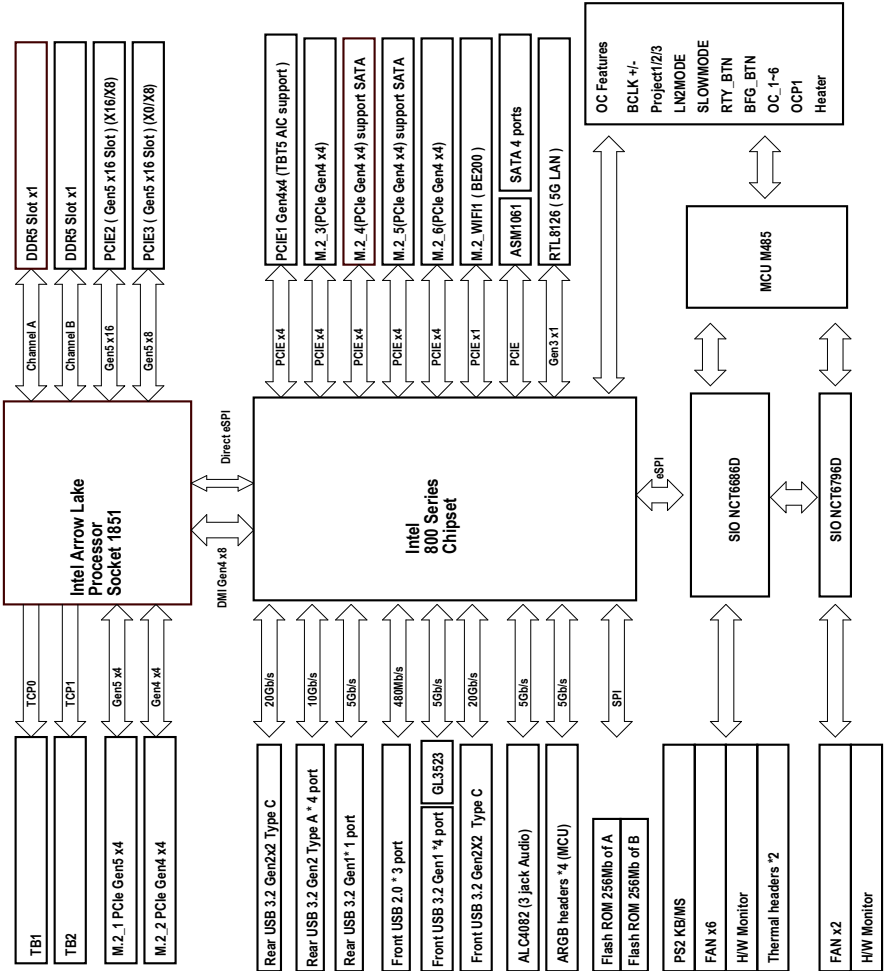 DDR5 Slot x1
DDR5 Slot x1
PCIE2 ( Gen5 x16 Slot ) (X16/X8)
PCIE3 ( Gen5 x16 Slot ) (X0/X8)
Channel A
Channel B
Gen5 x16
Gen5 x8
Intel Arrow Lake
Processor
Socket 1851
TCP0
TCP1
Gen5 x4
Gen4 x4
TB1
TB2
M.2_1 PCIe Gen5 x4
M.2_2 PCIe Gen4 x4
Direct eSPI
DMI Gen4 x8
PCIE1 Gen4x4 (TBT5 AIC support )
M.2_3(PCIe Gen4 x4)
M.2_4(PCIe Gen4 x4) support SATA
M.2_5(PCIe Gen4 x4) support SATA
M.2_6(PCIe Gen4 x4)
M.2_WIFI1 ( BE200 )
ASM1061
SATA 4 ports
RTL8126 ( 5G LAN )
PCIE x4
PCIE x4
PCIE x4
PCIE x4
PCIE x4
PCIE x1
PCIE
Gen3 x1
Intel
800 Series
Chipset
20Gb/s
10Gb/s
5Gb/s
480Mb/s
5Gb/s
20Gb/s
5Gb/s
5Gb/s
SPI
Rear USB 3.2 Gen2x2 Type C
Rear USB 3.2 Gen2 Type A * 4 port
Rear USB 3.2 Gen1* 1 port
Front USB 2.0 * 3 port
Front USB 3.2 Gen1 *4 port
GL3523
Front USB 3.2 Gen2X2 Type C
ALC4082 (3 jack Audio)
ARGB headers *4 (MCU)
Flash ROM 256Mb of A
Flash ROM 256Mb of B
OC Features
BCLK +/-
Project1/2/3
LN2MODE
SLOWMODE
RTY_BTN
BFG_BTN
OC_1~6
OCP1
Heater
MCU M485
eSPI
SIO NCT6686D
SIO NCT6796D
PS2 KB/MS
FAN x6
H/W Monitor
Thermal headers *2
FAN x2
H/W Monitor